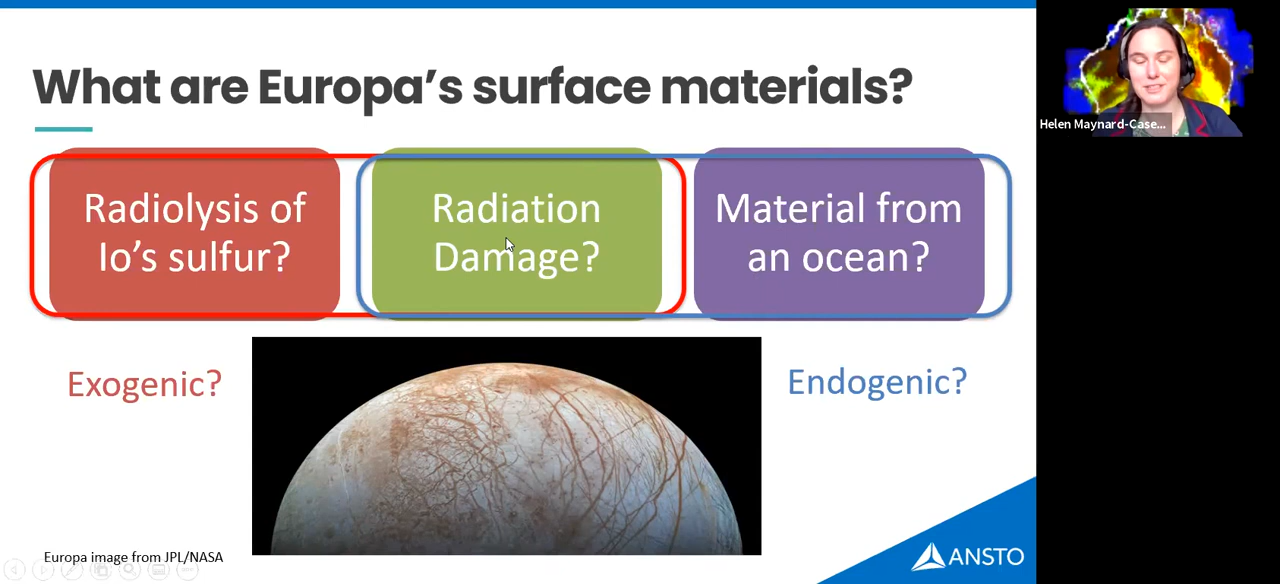 What are Europa's surface materials?
Helen Maynard-Case...
Radiolysis of
Io's sulfur?
Radiation
Damage?
Material from
an ocean?
Exogenic?
Endogenic?
Europa image from JPL/NASA
ANSTO